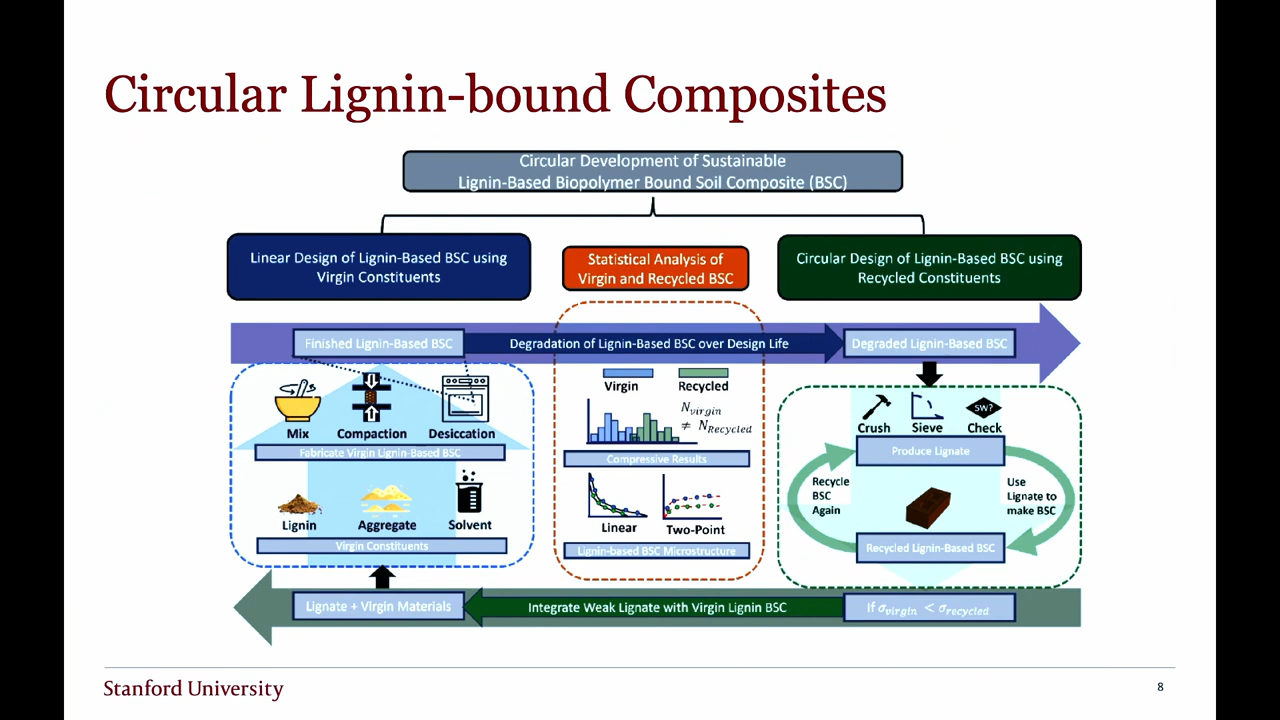 Circular Lignin-bound Composites
Circular Development of Sustainable
Lignin-Based Biopolymer Bound Soil Composite (BSC)
Linear Design of Lignin-Based BSC using
Virgin Constituents
Statistical Analysis of
Virgin and Recycled BSC
Circular Design of Lignin-Based BSC using
Recycled Constituents
Finished Lignin-Based BSC
Degradation of Lignin-Based BSC over Design Life
Degraded Lignin-Based BSC
Mix
Compaction
Desiccation
Fabricate Virgin Lignin-Based BSC
Lignin
Aggregate
Solvent
Virgin Constituents
Virgin
Recycled
N_virgin
≠ N_Recycled
Compressive Results
Linear
Two-Point
Lignin-based BSC Microstructure
5W?
Crush
Sieve
Check
Produce Lignate
Recycle
BSC
Again
Use
Lignate to
make BSC
Recycled Lignin-Based BSC
Lignate + Virgin Materials
Integrate Weak Lignate with Virgin Lignin BSC
If σ_virgin < σ_recycled
Stanford University
8